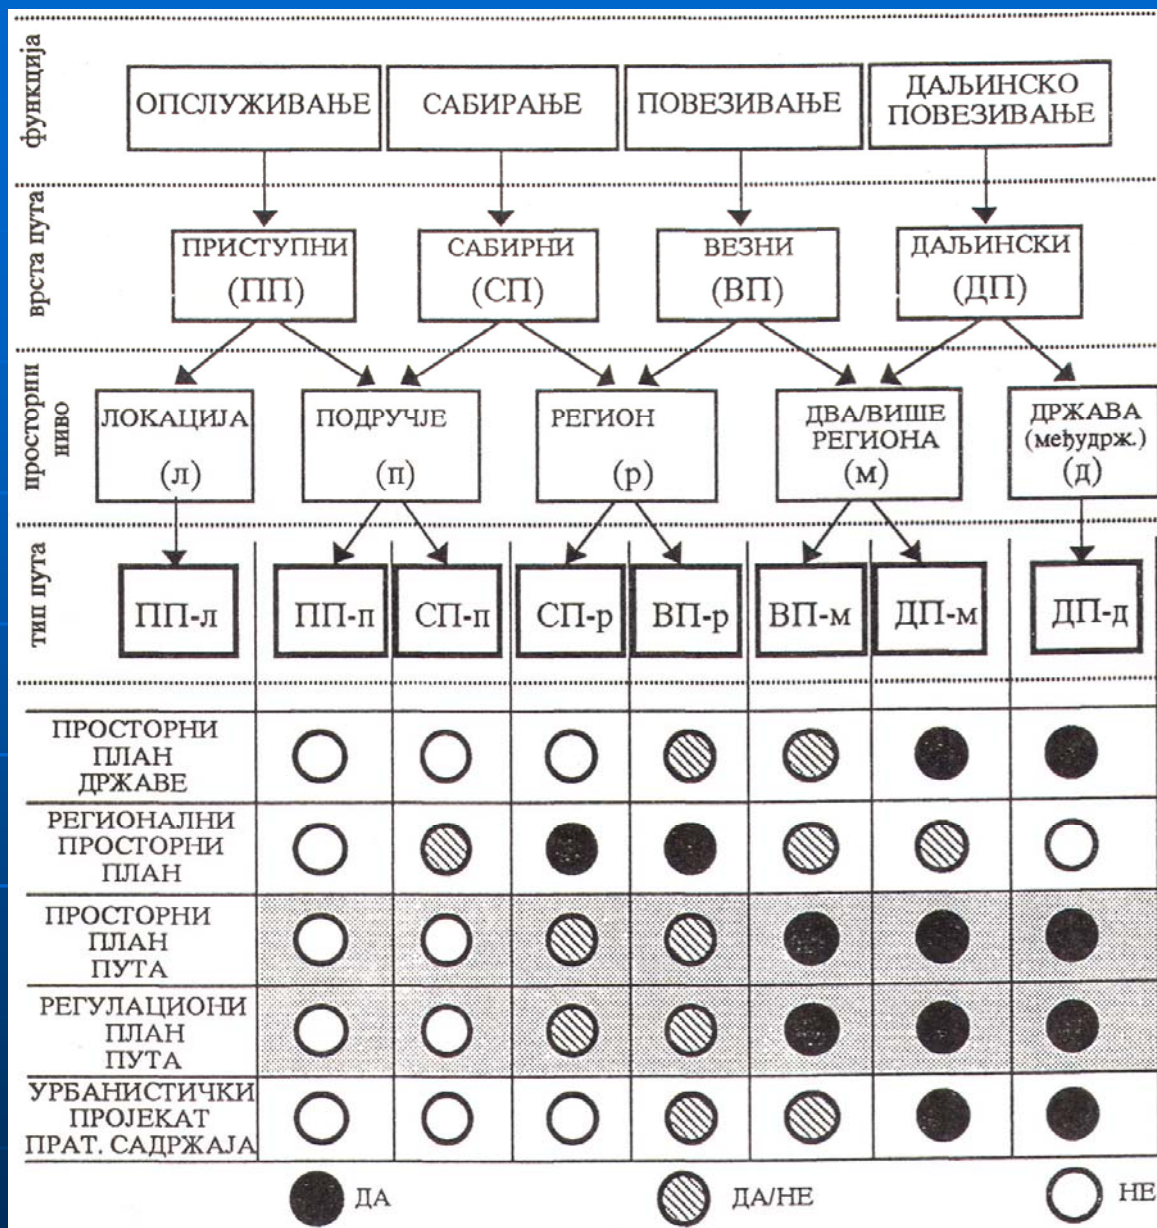 функција
ОПСЛУЖИВАЊЕ
САБИРАЊЕ
ПОВЕЗИВАЊЕ
ДАЉИНСКО
ПОВЕЗИВАЊЕ
врста пута
ПРИСТУПНИ
(ПП)
САБИРНИ
(СП)
ВЕЗНИ
(ВП)
ДАЉИНСКИ
(ДП)
просторни
ниво
ЛОКАЦИЈА
(л)
ПОДРУЧЈЕ
(п)
РЕГИОН
(р)
ДВА/ВИШЕ
РЕГИОНА
(м)
ДРЖАВА
(међудрж.)
(д)
тип пута
ПП-л
ПП-п
СП-п
СП-р
ВП-р
ВП-м
ДП-м
ДП-д
ПРОСТОРНИ
ПЛАН
ДРЖАВЕ
РЕГИОНАЛНИ
ПРОСТОРНИ
ПЛАН
ПРОСТОРНИ
ПЛАН
ПУТА
РЕГУЛАЦИОНИ
ПЛАН
ПУТА
УРБАНИСТИЧКИ
ПРОЈЕКАТ
ПРАТ. САДРЖАЈА
ДА
ДА/НЕ
НЕ